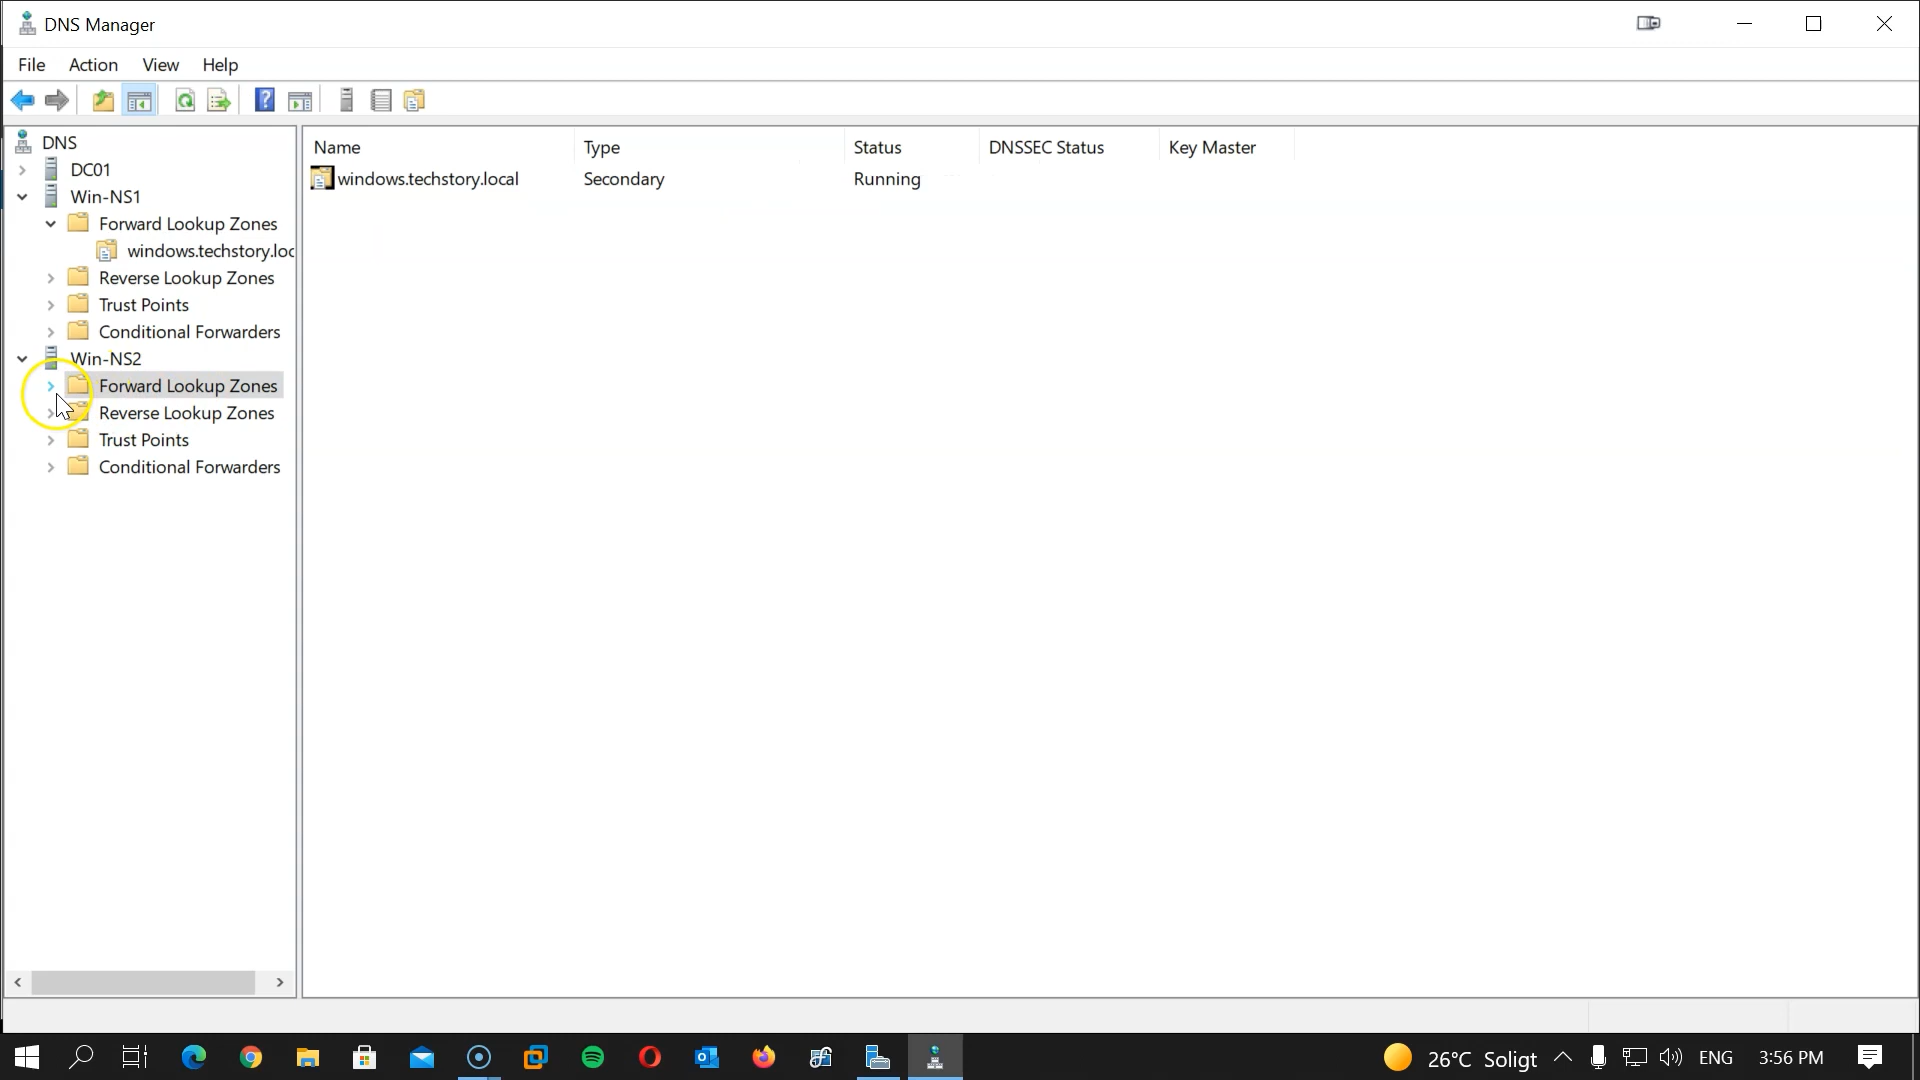 DNS Manager
File Action View Help
DNS
DC01
Win-NS1
Forward Lookup Zones
windows.techstory.loc
Reverse Lookup Zones
Trust Points
Conditional Forwarders
Win-NS2
Forward Lookup Zones
Reverse Lookup Zones
Trust Points
Conditional Forwarders
Name Type Status DNSSEC Status Key Master
windows.techstory.local Secondary Running
26°C Soligt ENG 3:56 PM